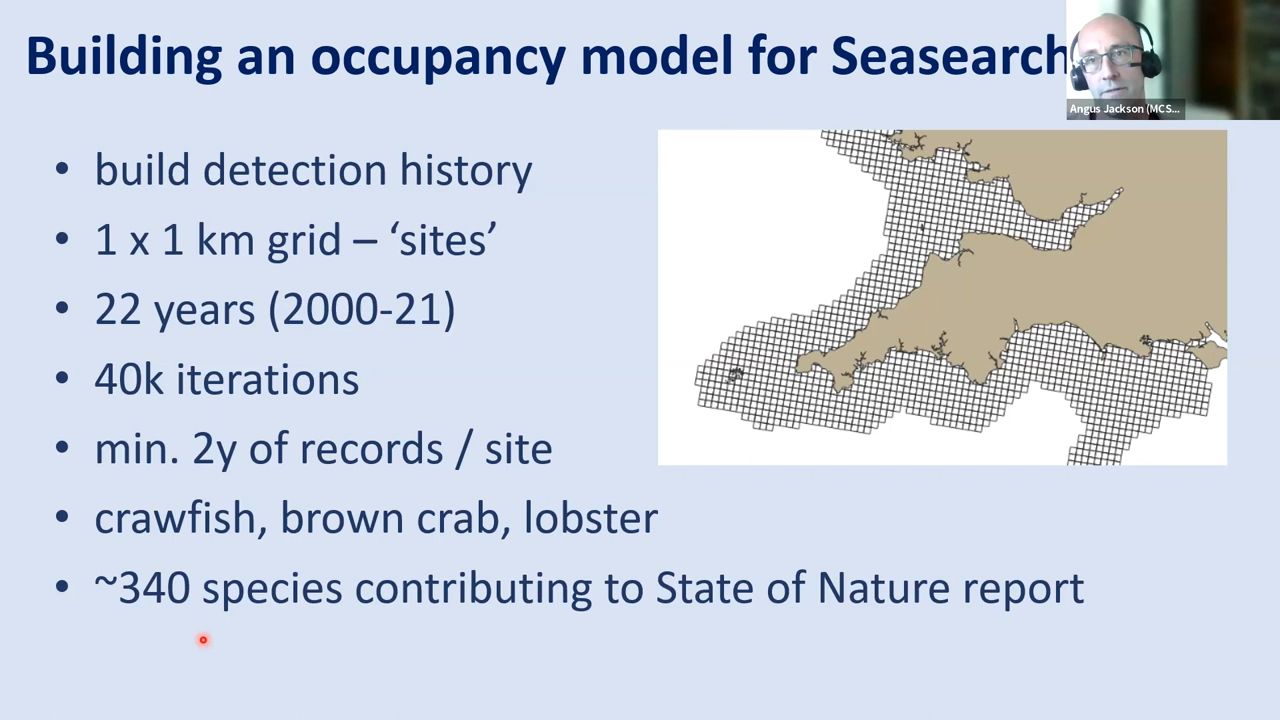 Building an occupancy model for Seasearch
Angus Jackson (MCS...
• build detection history
• 1 x 1 km grid – ‘sites’
• 22 years (2000-21)
• 40k iterations
• min. 2y of records / site
• crawfish, brown crab, lobster
• ~340 species contributing to State of Nature report